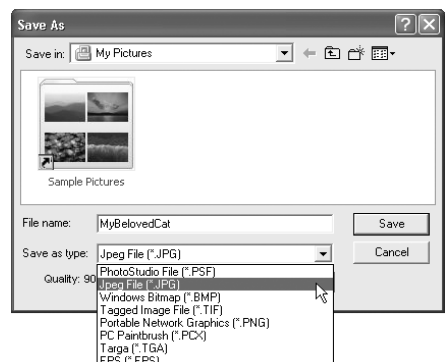 Save As
Save in: My Pictures
Sample Pictures
File name: MyBelovedCat
Save
Save as type: Jpeg File (*.JPG)
Cancel
Quality: 90
PhotoStudio File (*.PSF)
Jpeg File (*.JPG)
Windows Bitmap (*.BMP)
Tagged Image File (*.TIF)
Portable Network Graphics (*.PNG)
PC Paintbrush (*.PCX)
Targa (*.TGA)
EPS (*.EPS)